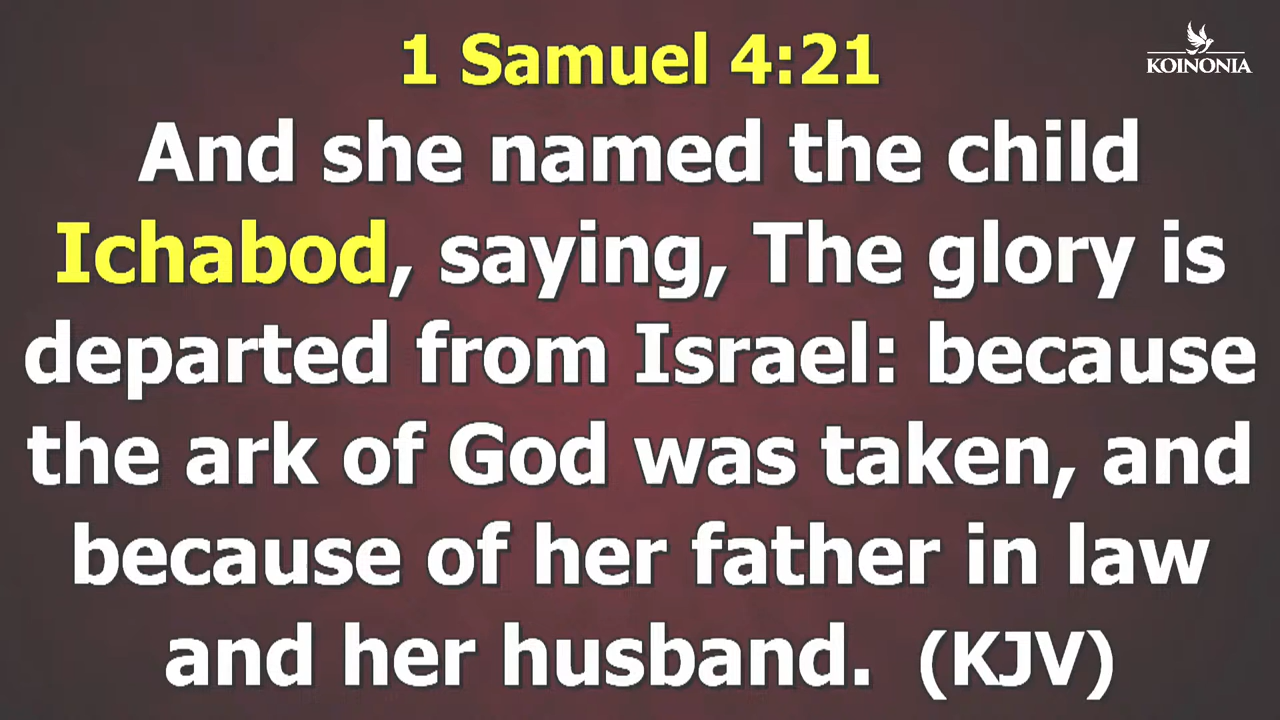 1 Samuel 4:21
KOINONIA
And she named the child
Ichabod, saying, The glory is
departed from Israel: because
the ark of God was taken, and
because of her father in law
and her husband. (KJV)